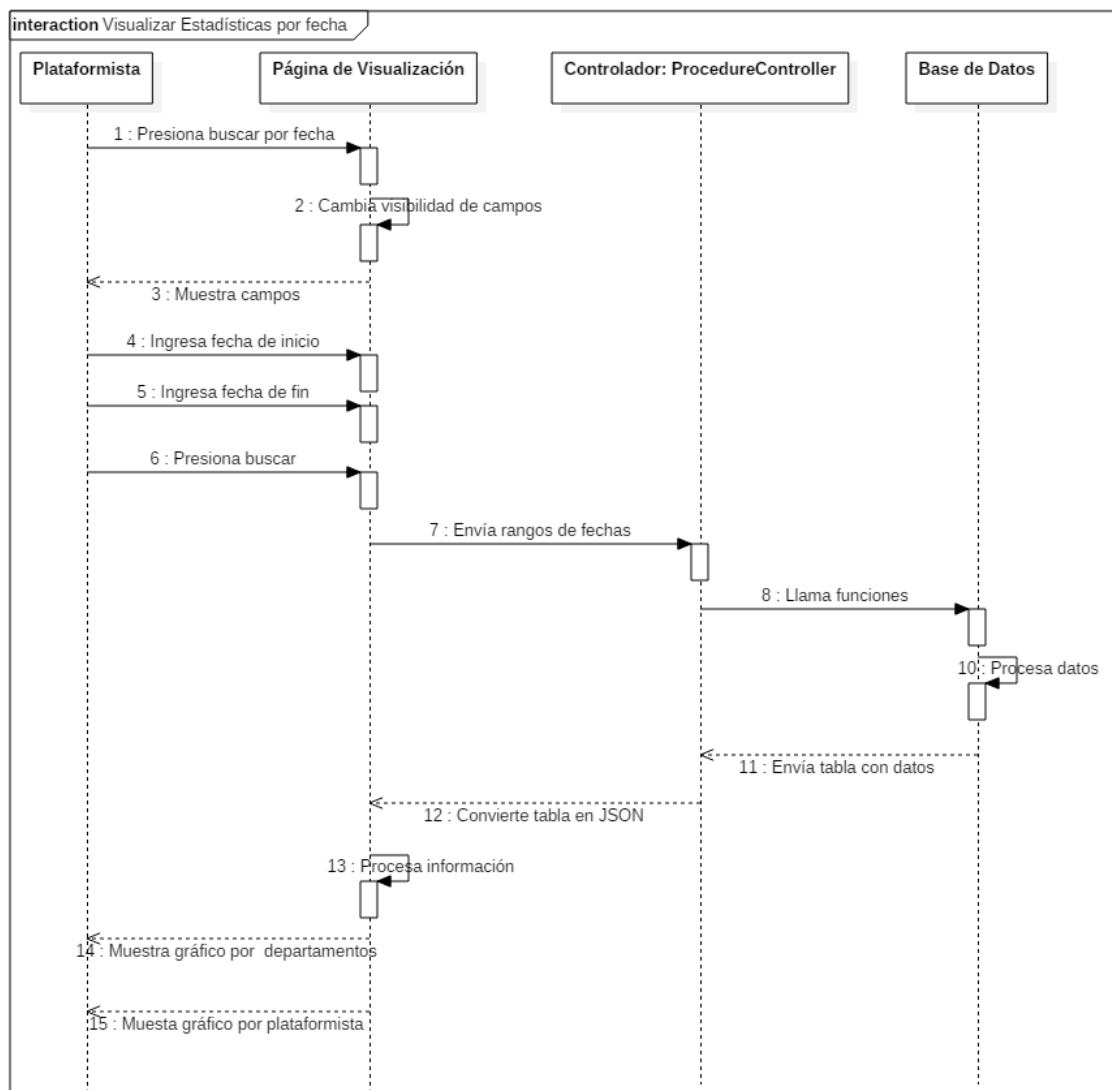 interaction Visualizar Estadísticas por fecha
Plataformista
Página de Visualización
Controlador: ProcedureController
Base de Datos
1 : Presiona buscar por fecha
2 : Cambia visibilidad de campos
3 : Muestra campos
4 : Ingresa fecha de inicio
5 : Ingresa fecha de fin
6 : Presiona buscar
7 : Envía rangos de fechas
8 : Llama funciones
10 : Procesa datos
11 : Envía tabla con datos
12 : Convierte tabla en JSON
13 : Procesa información
14 : Muestra gráfico por departamentos
15 : Muesta gráfico por plataformista